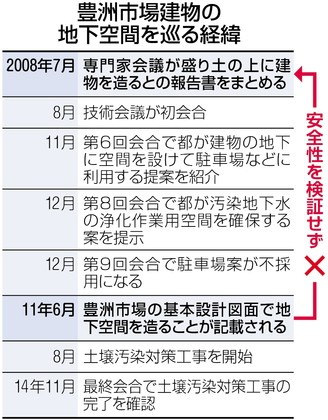 豊洲市場建物の
地下空間を巡る経緯
2008年7月 専門家会議が盛り土の上に建
物を造るとの報告書をまとめる
8月 技術会議が初会合
11月 第6回会合で都が建物の地下
に空間を設けて駐車場などに
利用する提案を紹介
12月 第8回会合で都が汚染地下水
の浄化作業用空間を確保する
案を提示
12月 第9回会合で駐車場案が不採
用になる
11年6月 豊洲市場の基本設計図面で地
下空間を造ることが記載される
8月 土壌汚染対策工事を開始
14年11月 最終会合で土壌汚染対策工事の
完了を確認
安全性を検証せず